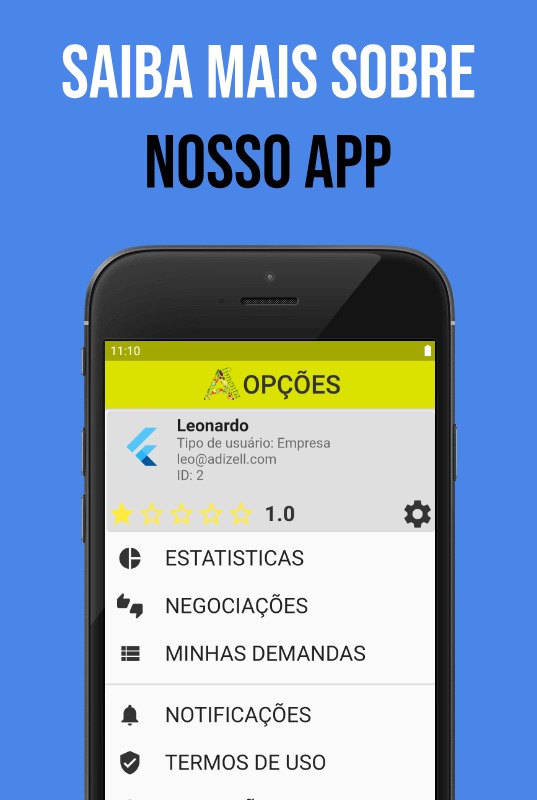 SAIBA MAIS SOBRE
NOSSO APP
11:10
OPÇÕES
Leonardo
Tipo de usuário: Empresa
leo@adizell.com
ID: 2
1.0
ESTATISTICAS
NEGOCIAÇÕES
MINHAS DEMANDAS
NOTIFICAÇÕES
TERMOS DE USO